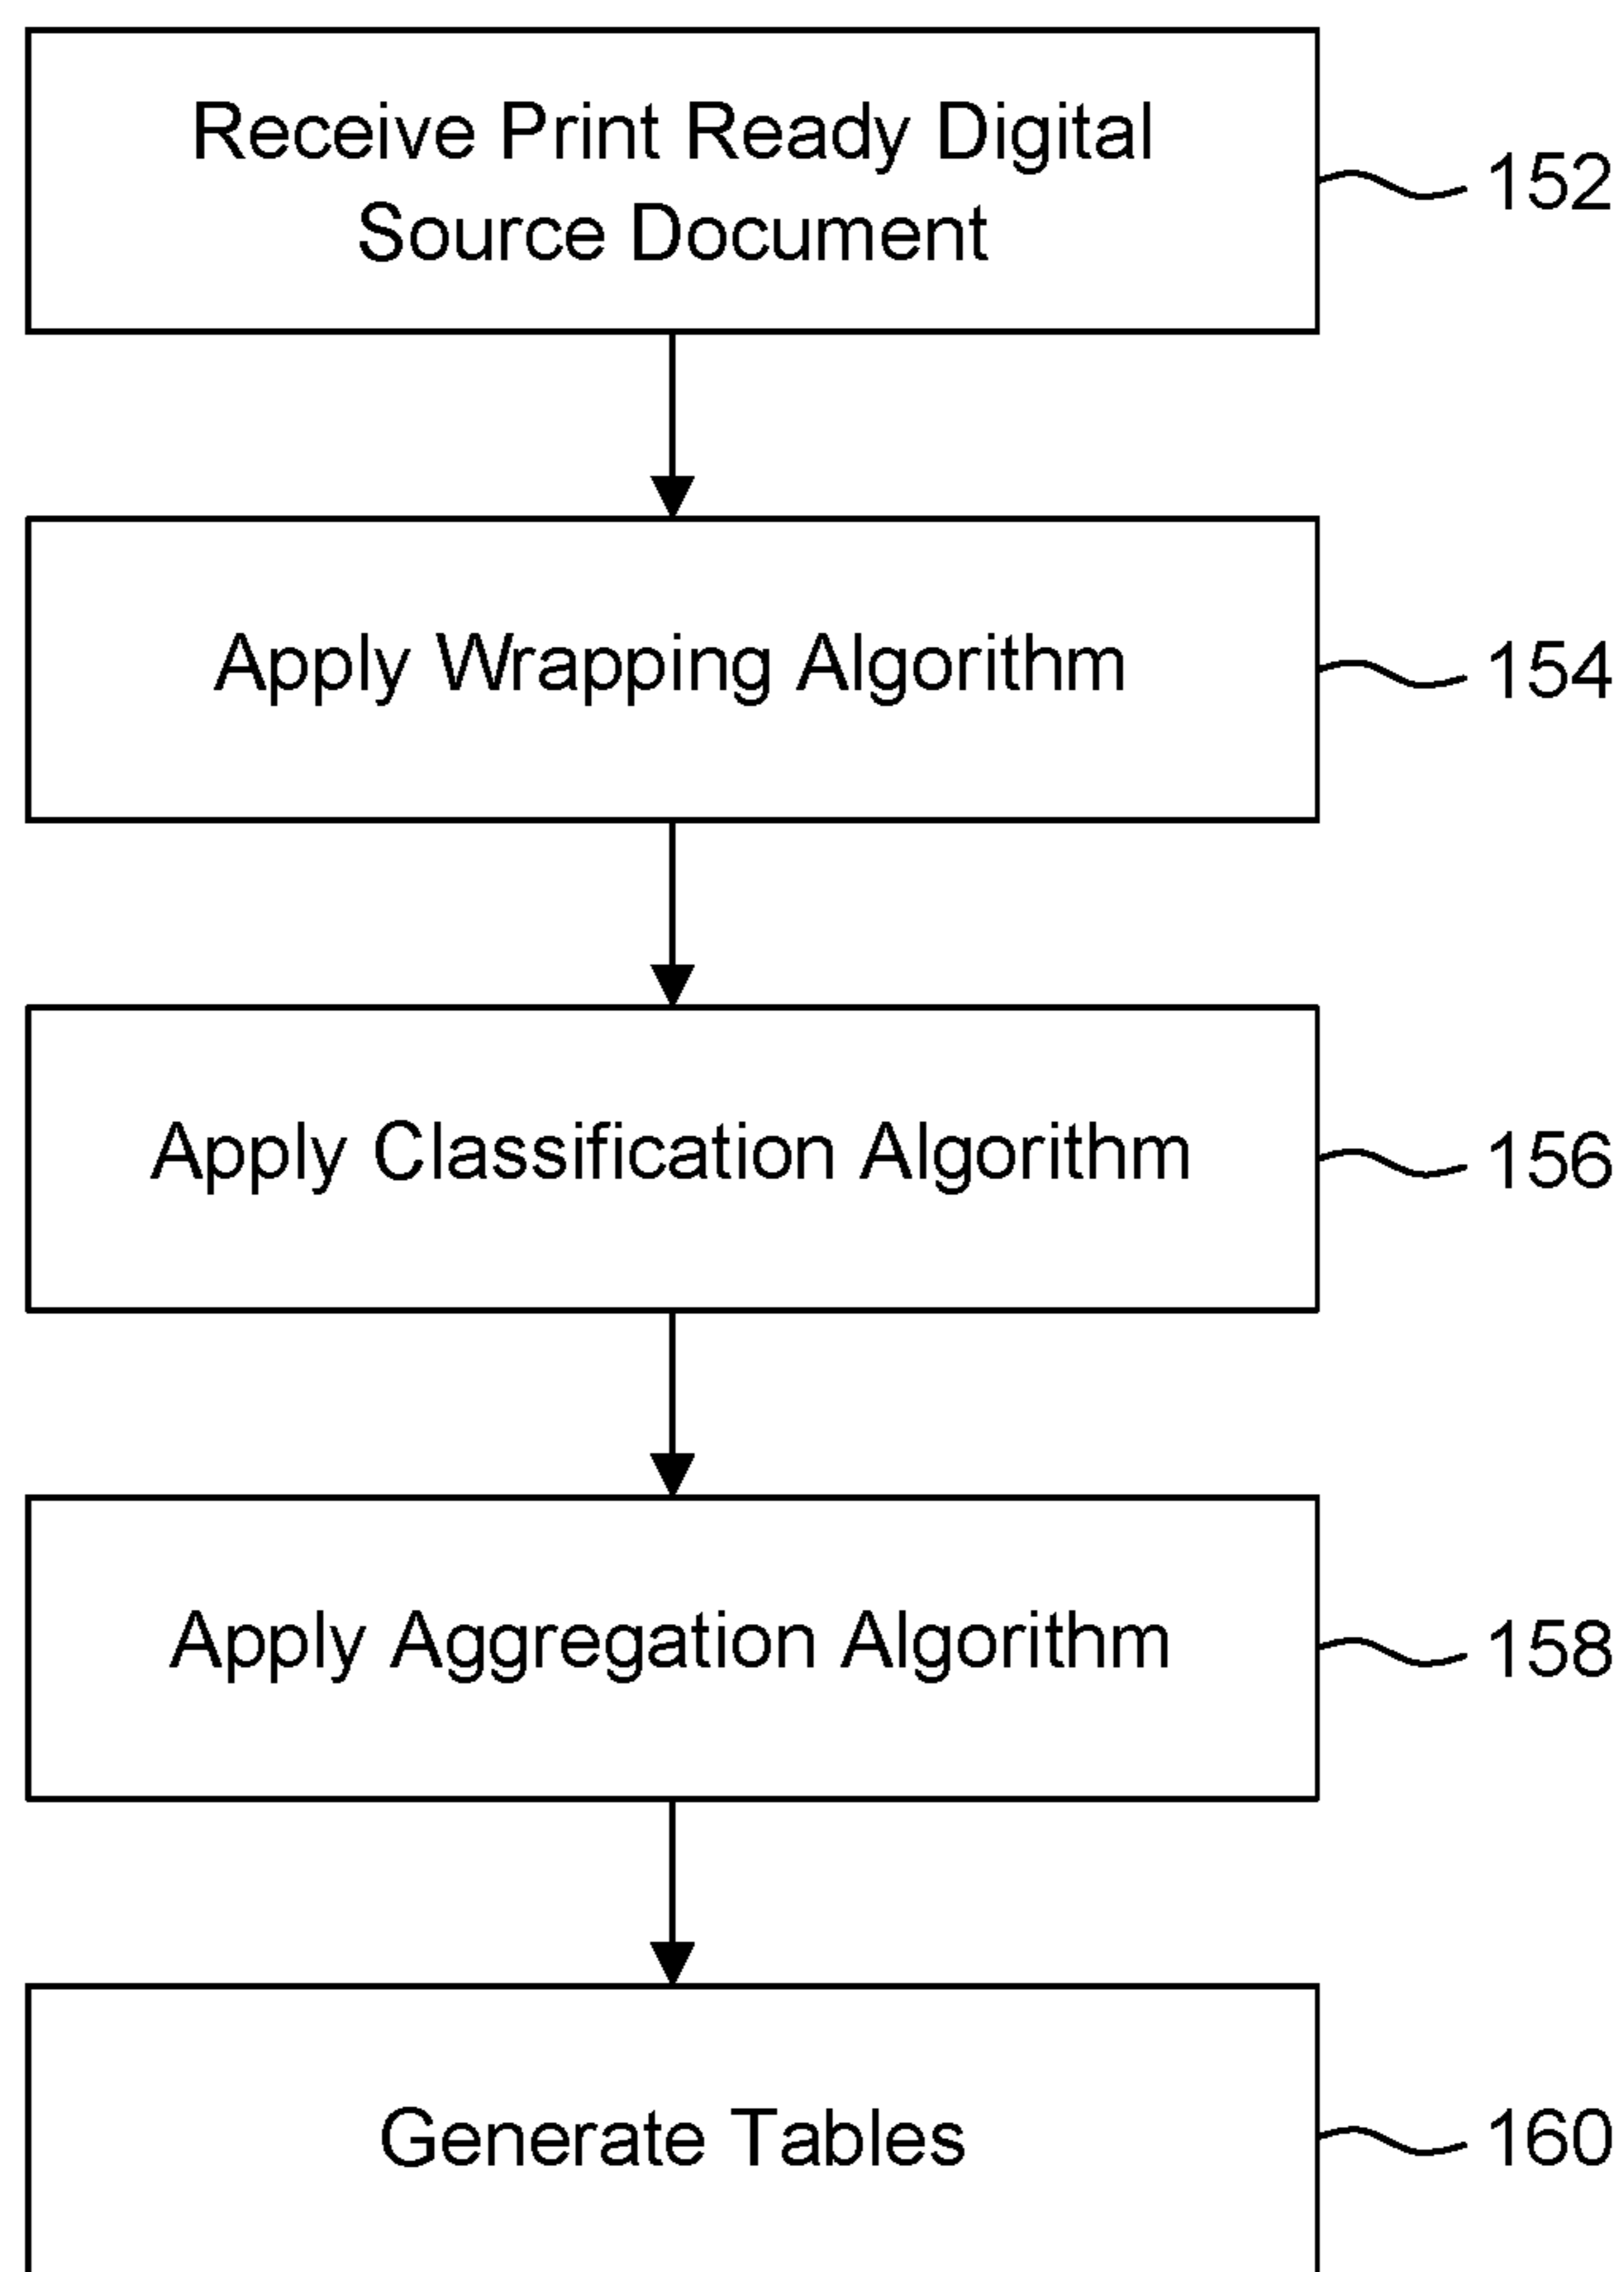 Receive Print Ready Digital
Source Document
152
Apply Wrapping Algorithm
154
Apply Classification Algorithm
156
Apply Aggregation Algorithm
158
Generate Tables
160